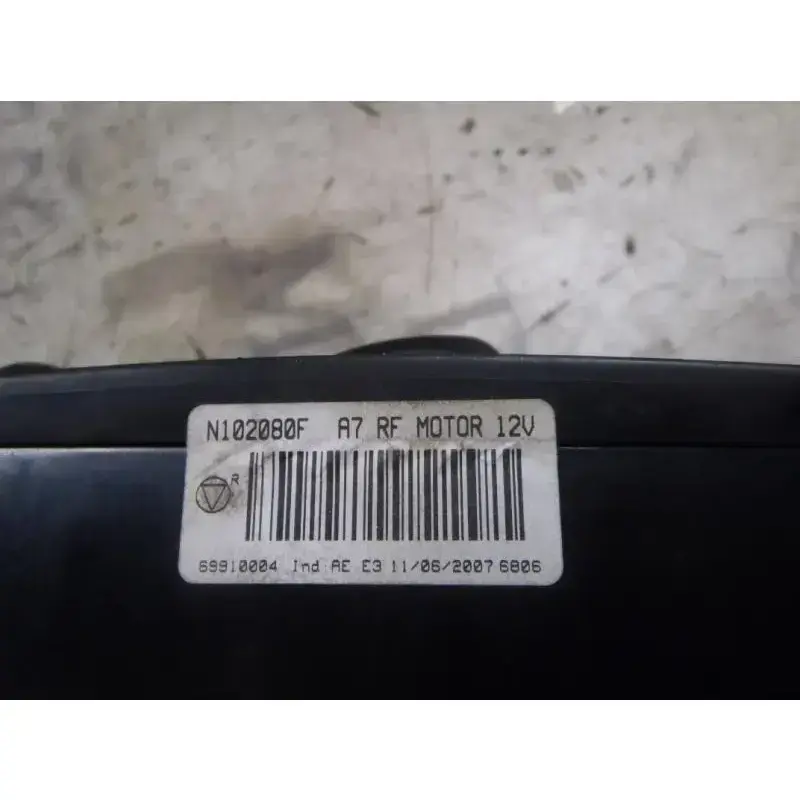 N102080F A7 RF MOTOR 12V
R
69910004 Ind AE E3 11/06/2007 6806